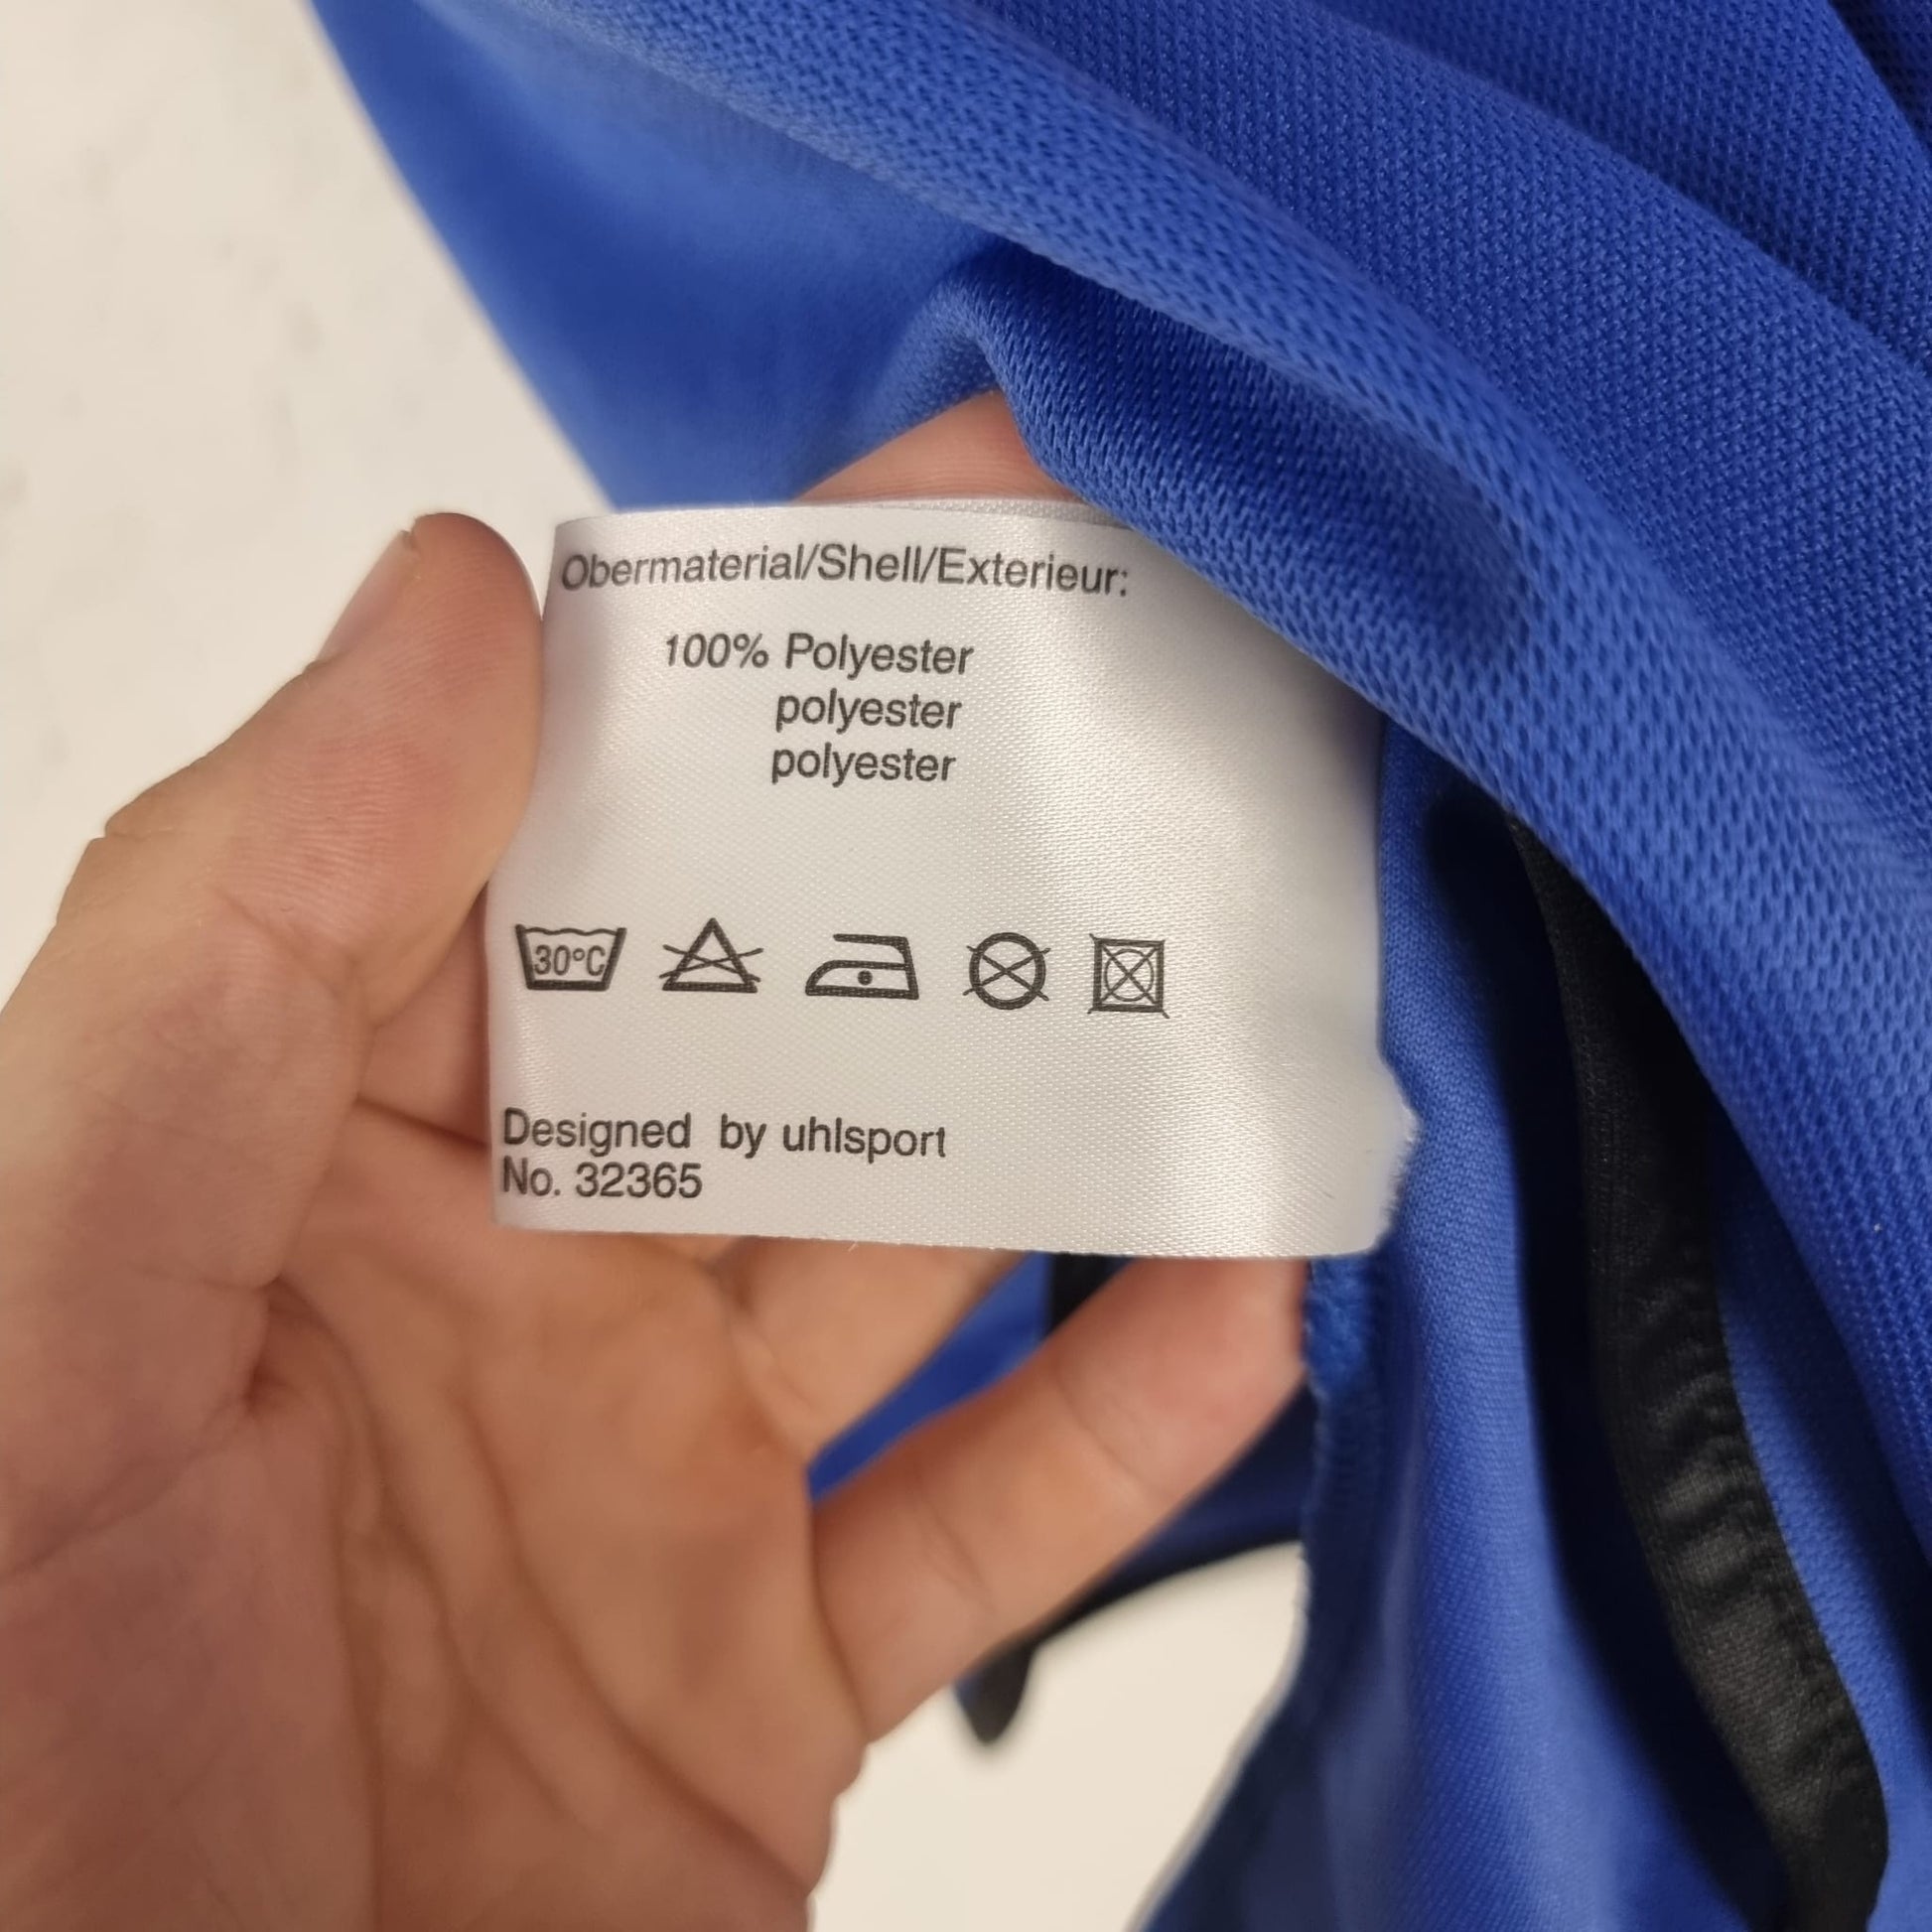 Obermaterial/Shell/Exterieur:
100% Polyester
polyester
polyester
30°C
Designed by uhlsport
No. 32365